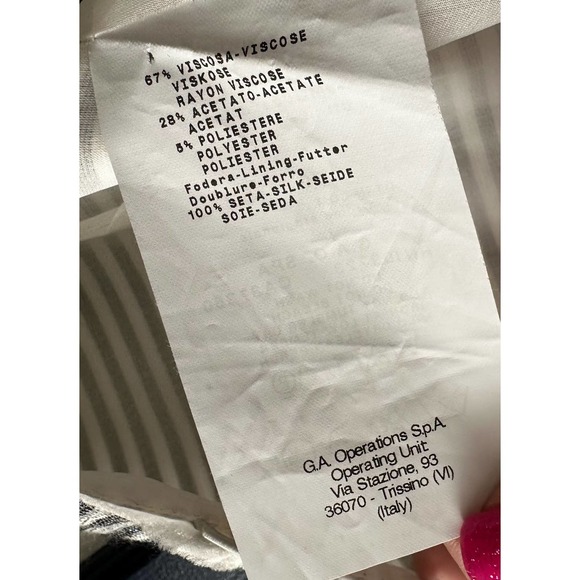 67% VISCOSA-VISCOSE
VISKOSE
RAYON VISCOSE
28% ACETATO-ACETATE
ACETAT
5% POLIESTERE
POLYESTER
POLIESTER
Fodera-Lining-Futter
Doublure-Forro
100% SETA-SILK-SEIDE
SOIE-SEDA
G.A. Operations S.p.A.
Operating Unit:
Via Stazione, 93
36070 - Trissino (VI)
(Italy)